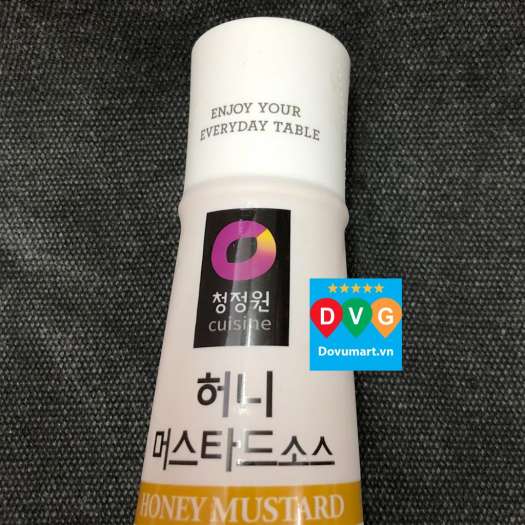 ENJOY YOUR
EVERYDAY TABLE
청정원
cuisine
D V G
Dovumart.vn
허니
머스타드소스
HONEY MUSTARD